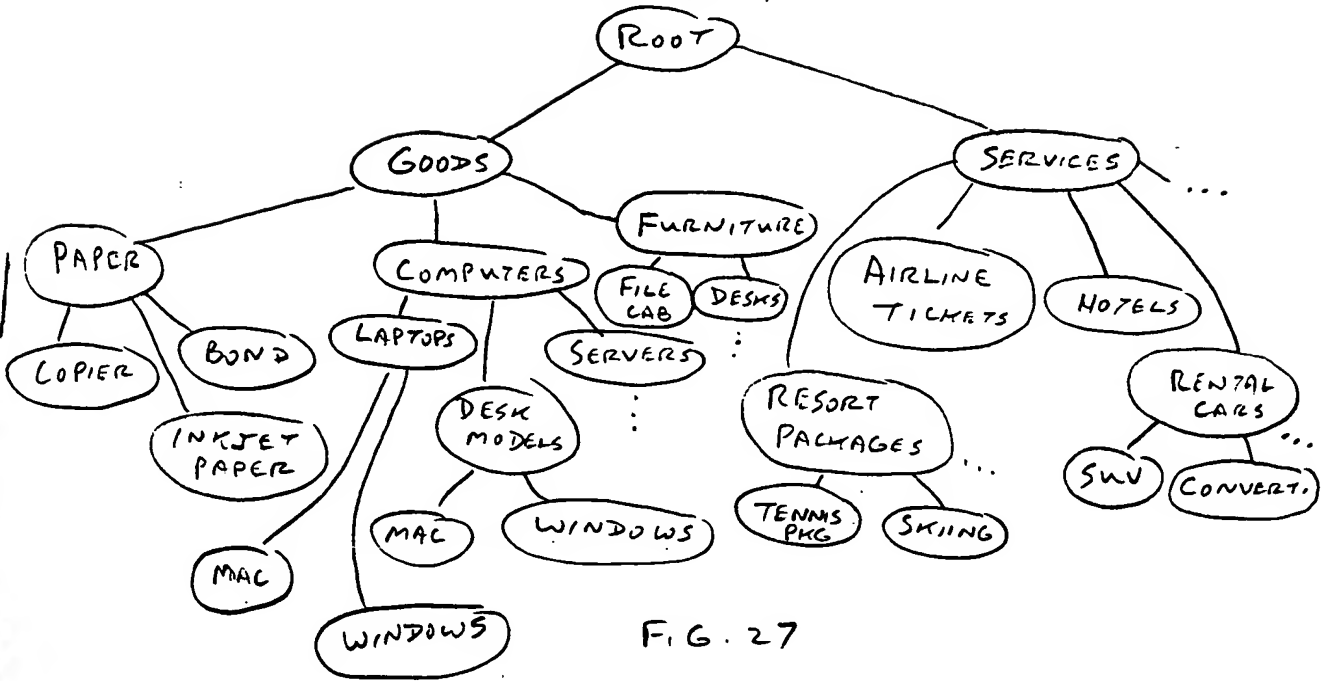 ROOT
GOODS
SERVICES
...
PAPER
COMPUTERS
FURNITURE
FILE
CAB
DESKS
AIRLINE
TICKETS
HOTELS
COPIER
BOND
INKJET
PAPER
LAPTOPS
DESK
MODELS
SERVERS
RESORT
PACKAGES
...
RENTAL
CARS
...
MAC
WINDOWS
MAC
WINDOWS
TENNIS
PKG
SKIING
SUV
CONVERT.
FIG. 27